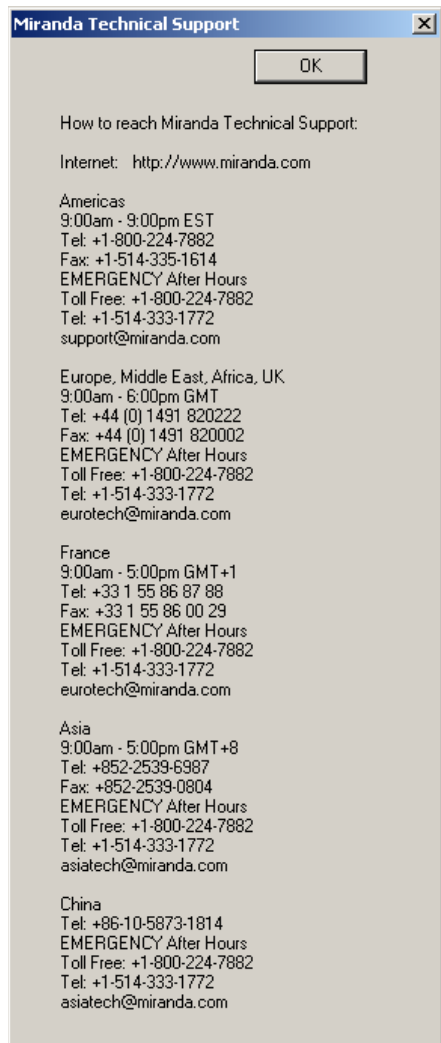 Miranda Technical Support
OK
How to reach Miranda Technical Support:
Internet: http://www.miranda.com
Americas
9:00am - 9:00pm EST
Tel: +1-800-224-7882
Fax: +1-514-335-1614
EMERGENCY After Hours
Toll Free: +1-800-224-7882
Tel: +1-514-333-1772
support@miranda.com
Europe, Middle East, Africa, UK
9:00am - 6:00pm GMT
Tel: +44 (0) 1491 820222
Fax: +44 (0) 1491 820002
EMERGENCY After Hours
Toll Free: +1-800-224-7882
Tel: +1-514-333-1772
eurotech@miranda.com
France
9:00am - 5:00pm GMT+1
Tel: +33 1 55 86 87 88
Fax: +33 1 55 86 00 29
EMERGENCY After Hours
Toll Free: +1-800-224-7882
Tel: +1-514-333-1772
eurotech@miranda.com
Asia
9:00am - 5:00pm GMT+8
Tel: +852-2539-6987
Fax: +852-2539-0804
EMERGENCY After Hours
Toll Free: +1-800-224-7882
Tel: +1-514-333-1772
asiatech@miranda.com
China
Tel: +86-10-5873-1814
EMERGENCY After Hours
Toll Free: +1-800-224-7882
Tel: +1-514-333-1772
asiatech@miranda.com